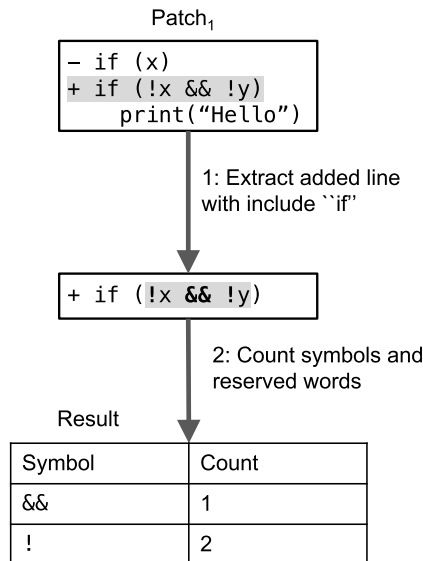 Patch₁
– if (x)
+ if (!x && !y)
print(“Hello”)
1: Extract added line
with include ``if’’
+ if (!x && !y)
2: Count symbols and
reserved words
Result
Symbol Count
&& 1
! 2